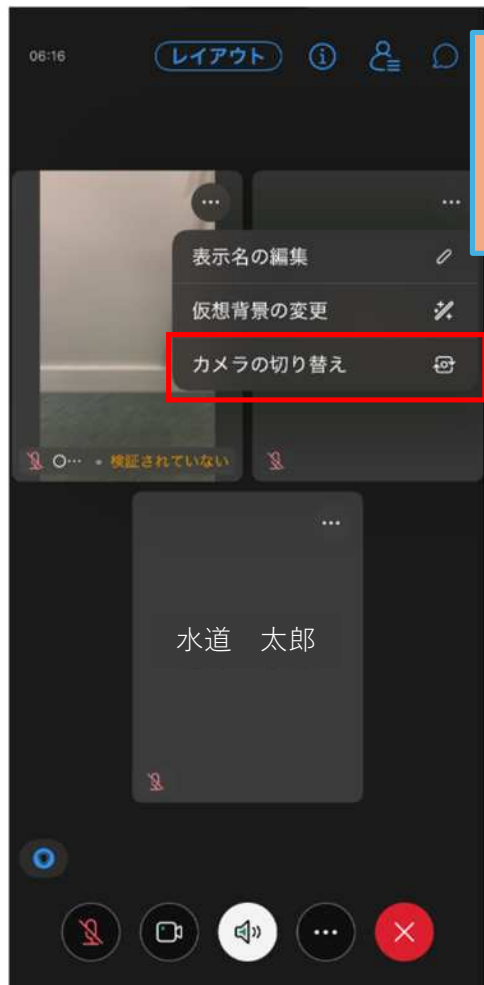 06:16
レイアウト
表示名の編集
仮想背景の変更
カメラの切り替え
○… ・検証されていない
水道　太郎